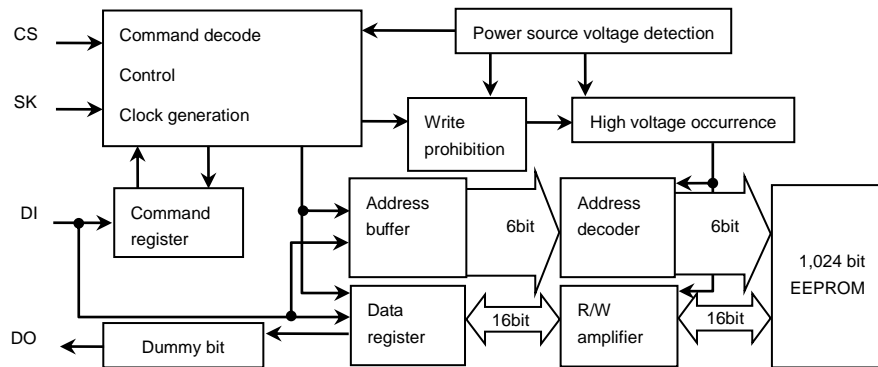 CS
Command decode
Control
Clock generation
Power source voltage detection
SK
Write
prohibition
High voltage occurrence
DI
Command
register
Address
buffer
6bit
Address
decoder
6bit
1,024 bit
EEPROM
Data
register
16bit
R/W
amplifier
16bit
DO
Dummy bit